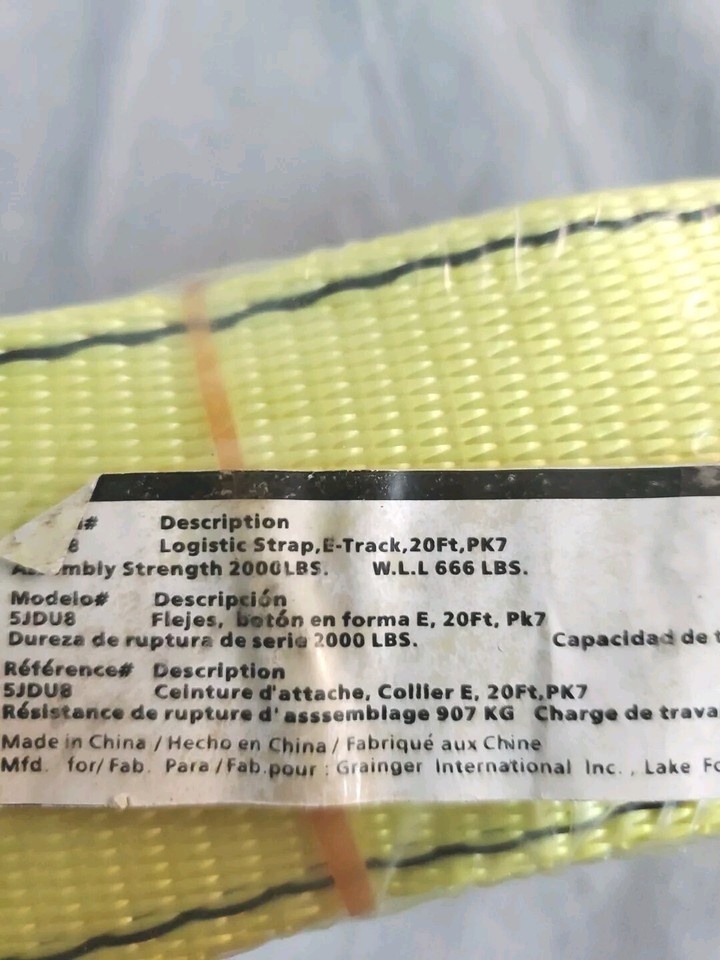 # Description
8 Logistic Strap,E-Track,20Ft,PK7
Assembly Strength 2000LBS. W.L.L 666 LBS.
Modelo# Descripción
5JDU8 Flejes, botón en forma E, 20Ft, Pk7
Dureza de ruptura de serie 2000 LBS. Capacidad de t
Référence# Description
5JDU8 Ceinture d'attache, Collier E, 20Ft,PK7
Résistance de rupture d'asssemblage 907 KG Charge de trava
Made in China / Hecho en China / Fabriqué aux Chine
Mfd. for/ Fab. Para /Fab.pour : Grainger International Inc. , Lake Fo